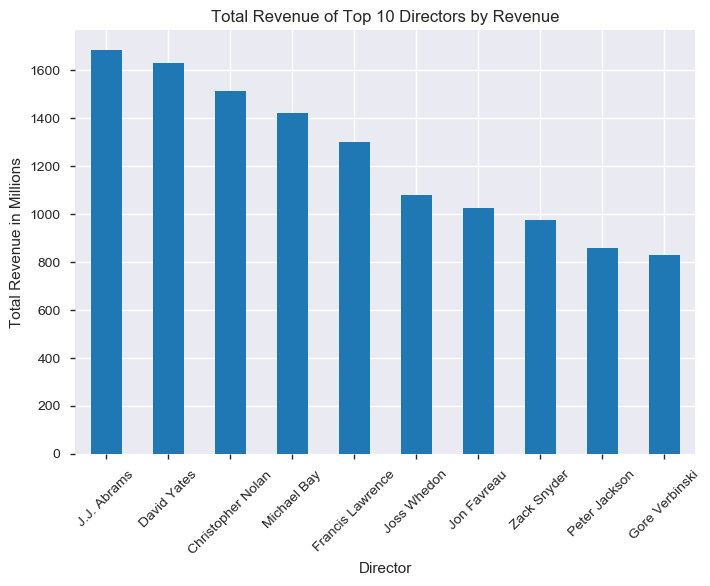 Total Revenue of Top 10 Directors by Revenue
Total Revenue in Millions
1600
1400
1200
1000
800
600
400
200
0
J.J. Abrams
David Yates
Christopher Nolan
Michael Bay
Francis Lawrence
Joss Whedon
Jon Favreau
Zack Snyder
Peter Jackson
Gore Verbinski
Director